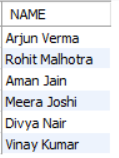 NAME
Arjun Verma
Rohit Malhotra
Aman Jain
Meera Joshi
Divya Nair
Vinay Kumar